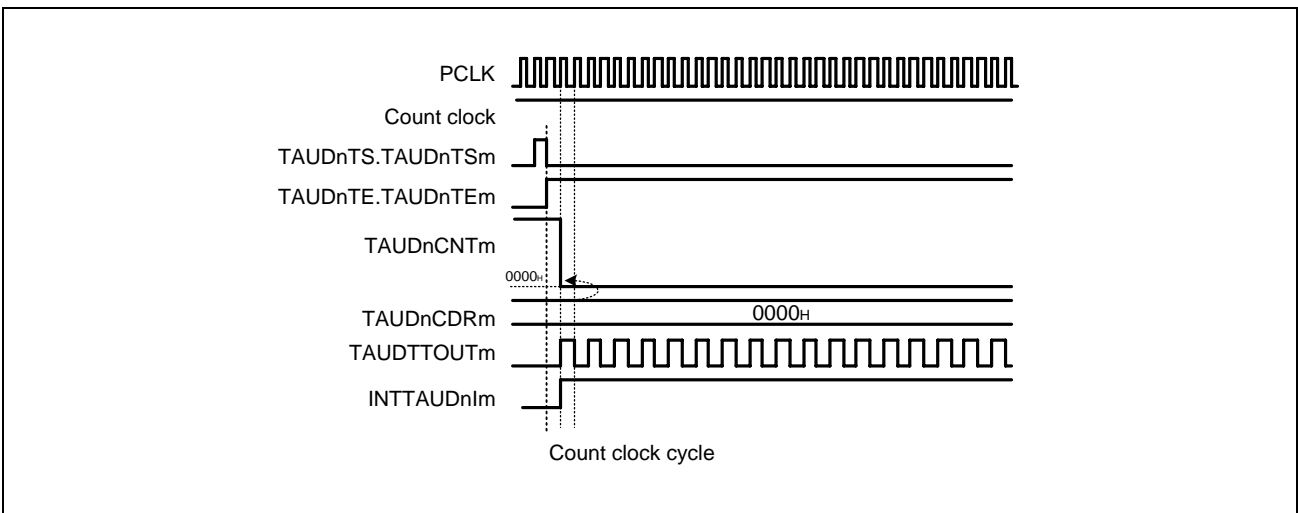 PCLK
Count clock
TAUDnTS.TAUDnTSm
TAUDnTE.TAUDnTEm
TAUDnCNTm
0000H
0000H
TAUDnCDRm
TAUDTTOUTm
INTTAUDnIm
Count clock cycle